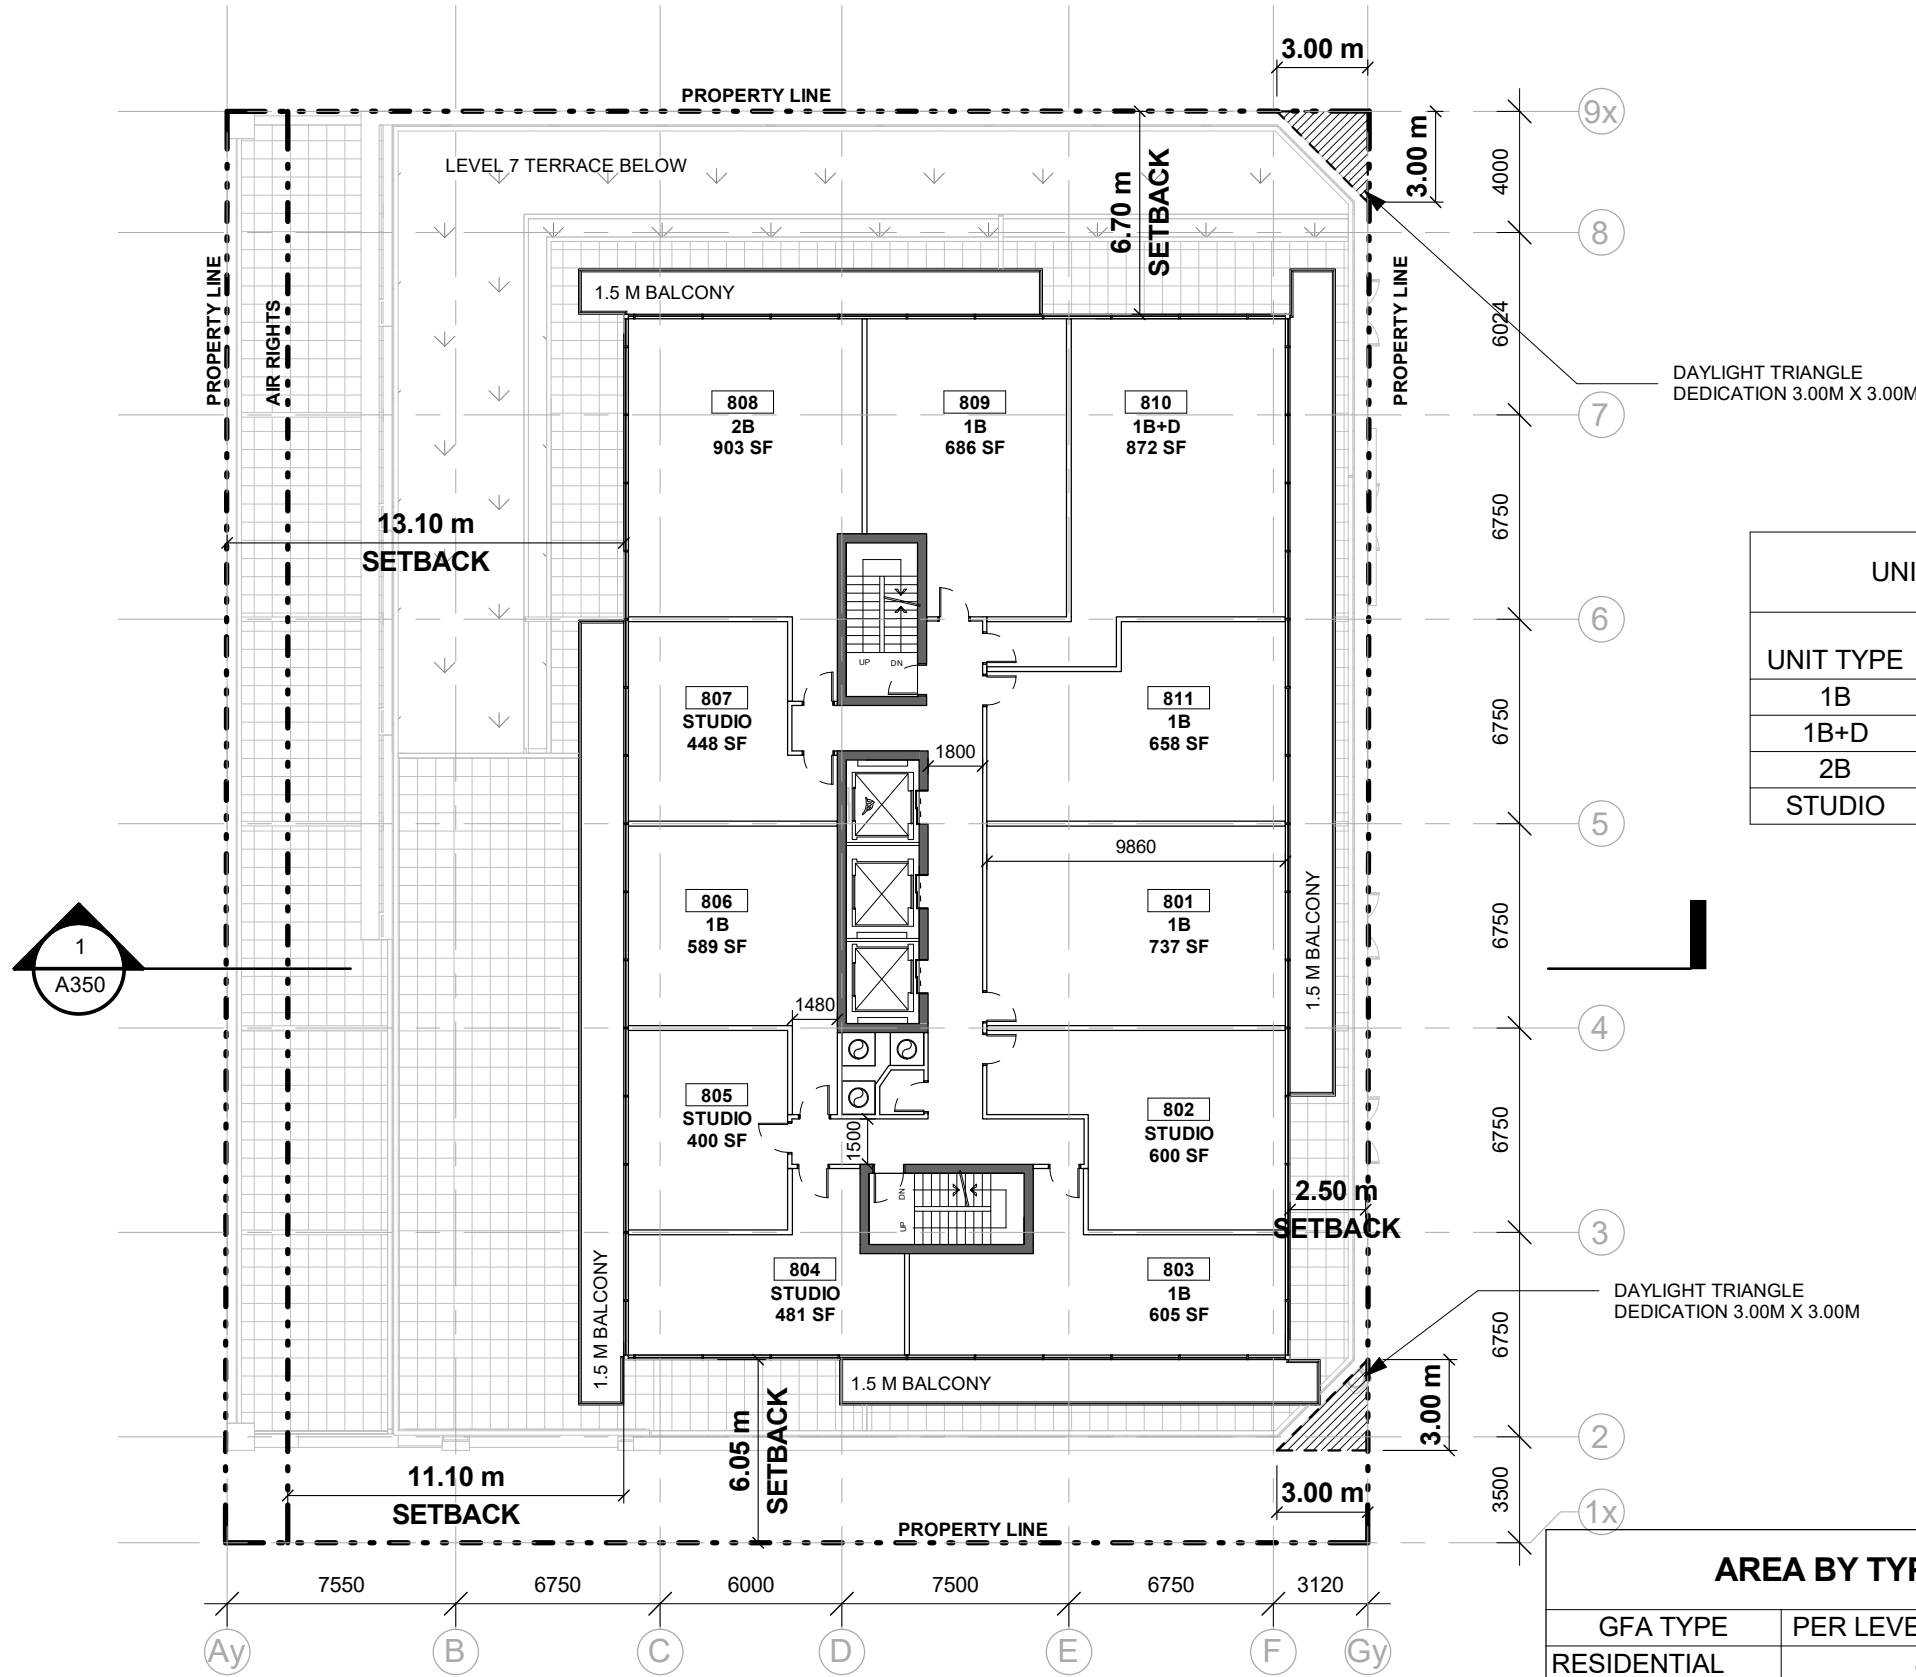 3.00 m
PROPERTY LINE
9x
LEVEL 7 TERRACE BELOW
3.00 m
4000
6.70 m
SETBACK
8
PROPERTY LINE
AIR RIGHTS
1.5 M BALCONY
PROPERTY LINE
6024
DAYLIGHT TRIANGLE
DEDICATION 3.00M X 3.00M
7
808
2B
903 SF
809
1B
686 SF
810
1B+D
872 SF
6750
13.10 m
SETBACK
UNI
UNIT TYPE
1B
1B+D
2B
STUDIO
6
UP
DN
807
STUDIO
448 SF
811
1B
658 SF
6750
1800
5
9860
806
1B
589 SF
801
1B
737 SF
1.5 M BALCONY
6750
1
A350
1480
4
805
STUDIO
400 SF
802
STUDIO
600 SF
6750
1500
DN
UP
2.50 m
SETBACK
3
804
STUDIO
481 SF
803
1B
605 SF
1.5 M BALCONY
DAYLIGHT TRIANGLE
DEDICATION 3.00M X 3.00M
6750
1.5 M BALCONY
3.00 m
6.05 m
SETBACK
2
11.10 m
SETBACK
3.00 m
3500
1x
PROPERTY LINE
7550
6750
6000
7500
6750
3120
Ay
B
C
D
E
F
Gy
AREA BY TYP
GFA TYPE
PER LEVE
RESIDENTIAL